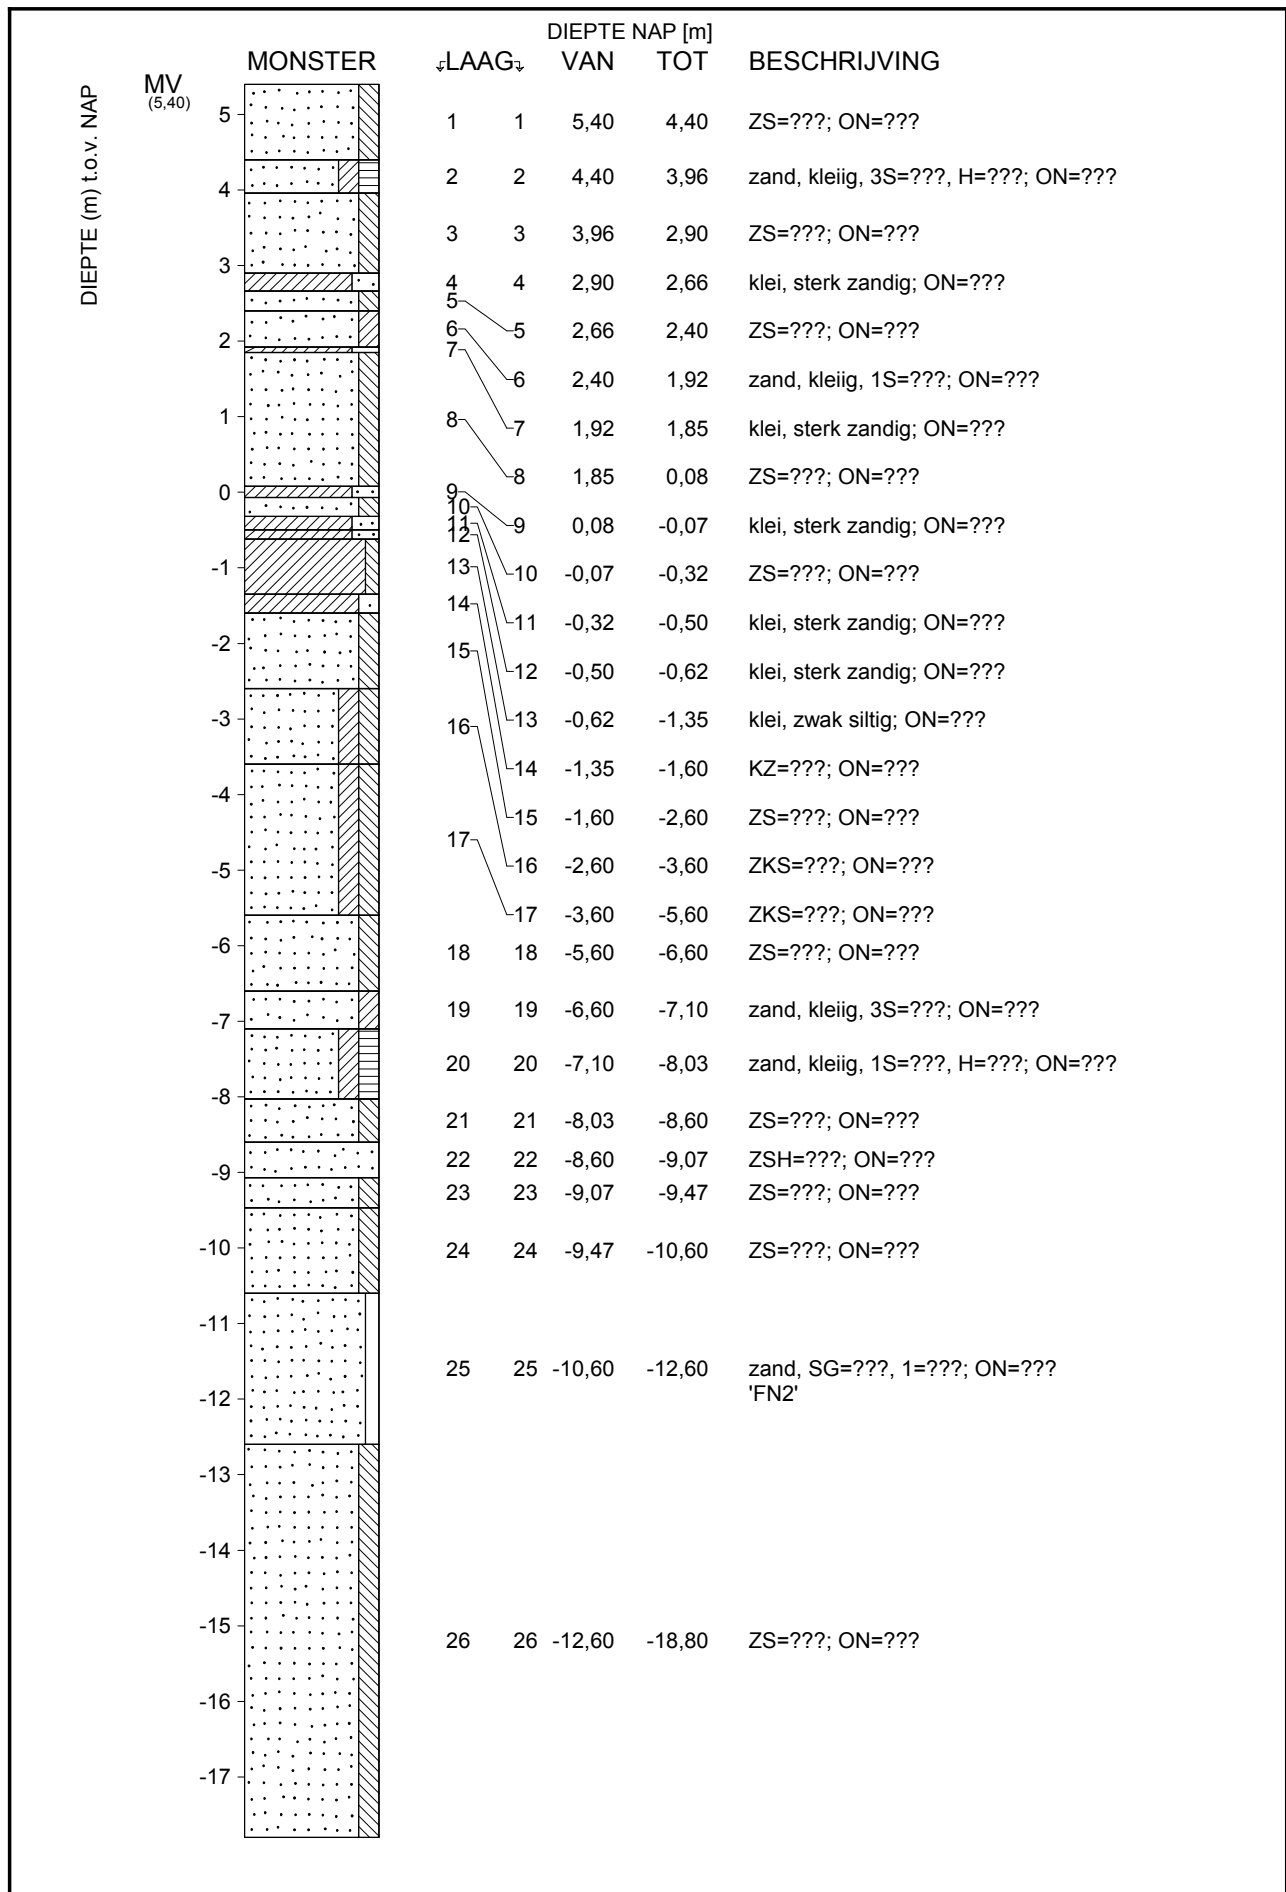 DIEPTE NAP [m]
MONSTER LAAG VAN TOT BESCHRIJVING
MV
(5,40)
DIEPTE (m) t.o.v. NAP
5
4
3
2
1
0
-1
-2
-3
-4
-5
-6
-7
-8
-9
-10
-11
-12
-13
-14
-15
-16
-17
1 1 5,40 4,40 ZS=???; ON=???
2 2 4,40 3,96 zand, kleiig, 3S=???, H=???; ON=???
3 3 3,96 2,90 ZS=???; ON=???
4 4 2,90 2,66 klei, sterk zandig; ON=???
5 5 2,66 2,40 ZS=???; ON=???
6 6 2,40 1,92 zand, kleiig, 1S=???; ON=???
7 7 1,92 1,85 klei, sterk zandig; ON=???
8 8 1,85 0,08 ZS=???; ON=???
9 9 0,08 -0,07 klei, sterk zandig; ON=???
10 10 -0,07 -0,32 ZS=???; ON=???
11 11 -0,32 -0,50 klei, sterk zandig; ON=???
12 12 -0,50 -0,62 klei, sterk zandig; ON=???
13 13 -0,62 -1,35 klei, zwak siltig; ON=???
14 14 -1,35 -1,60 KZ=???; ON=???
15 15 -1,60 -2,60 ZS=???; ON=???
16 16 -2,60 -3,60 ZKS=???; ON=???
17 17 -3,60 -5,60 ZKS=???; ON=???
18 18 -5,60 -6,60 ZS=???; ON=???
19 19 -6,60 -7,10 zand, kleiig, 3S=???; ON=???
20 20 -7,10 -8,03 zand, kleiig, 1S=???, H=???; ON=???
21 21 -8,03 -8,60 ZS=???; ON=???
22 22 -8,60 -9,07 ZSH=???; ON=???
23 23 -9,07 -9,47 ZS=???; ON=???
24 24 -9,47 -10,60 ZS=???; ON=???
25 25 -10,60 -12,60 zand, SG=???, 1=???; ON=???
'FN2'
26 26 -12,60 -18,80 ZS=???; ON=???